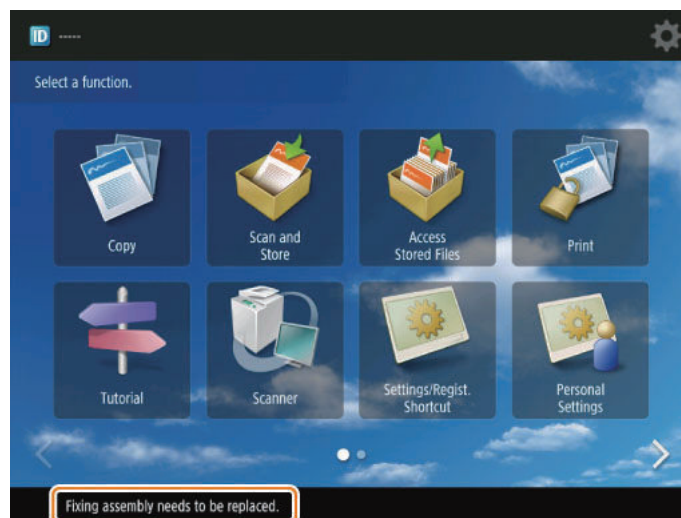 ID -----
Select a function.
Copy
Scan and
Store
Access
Stored Files
Print
Tutorial
Scanner
Settings/Regist.
Shortcut
Personal
Settings
Fixing assembly needs to be replaced.